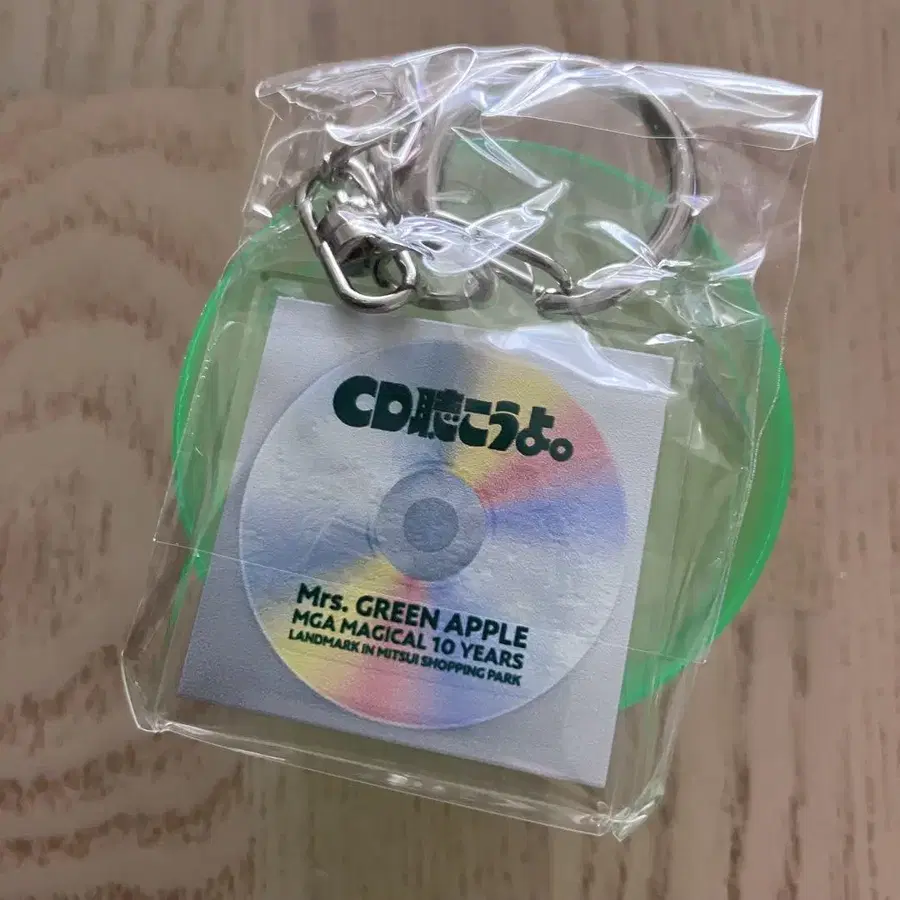 CD聴こうよ。
Mrs. GREEN APPLE
MGA MAGICAL 10 YEARS
LANDMARK IN MITSUI SHOPPING PARK